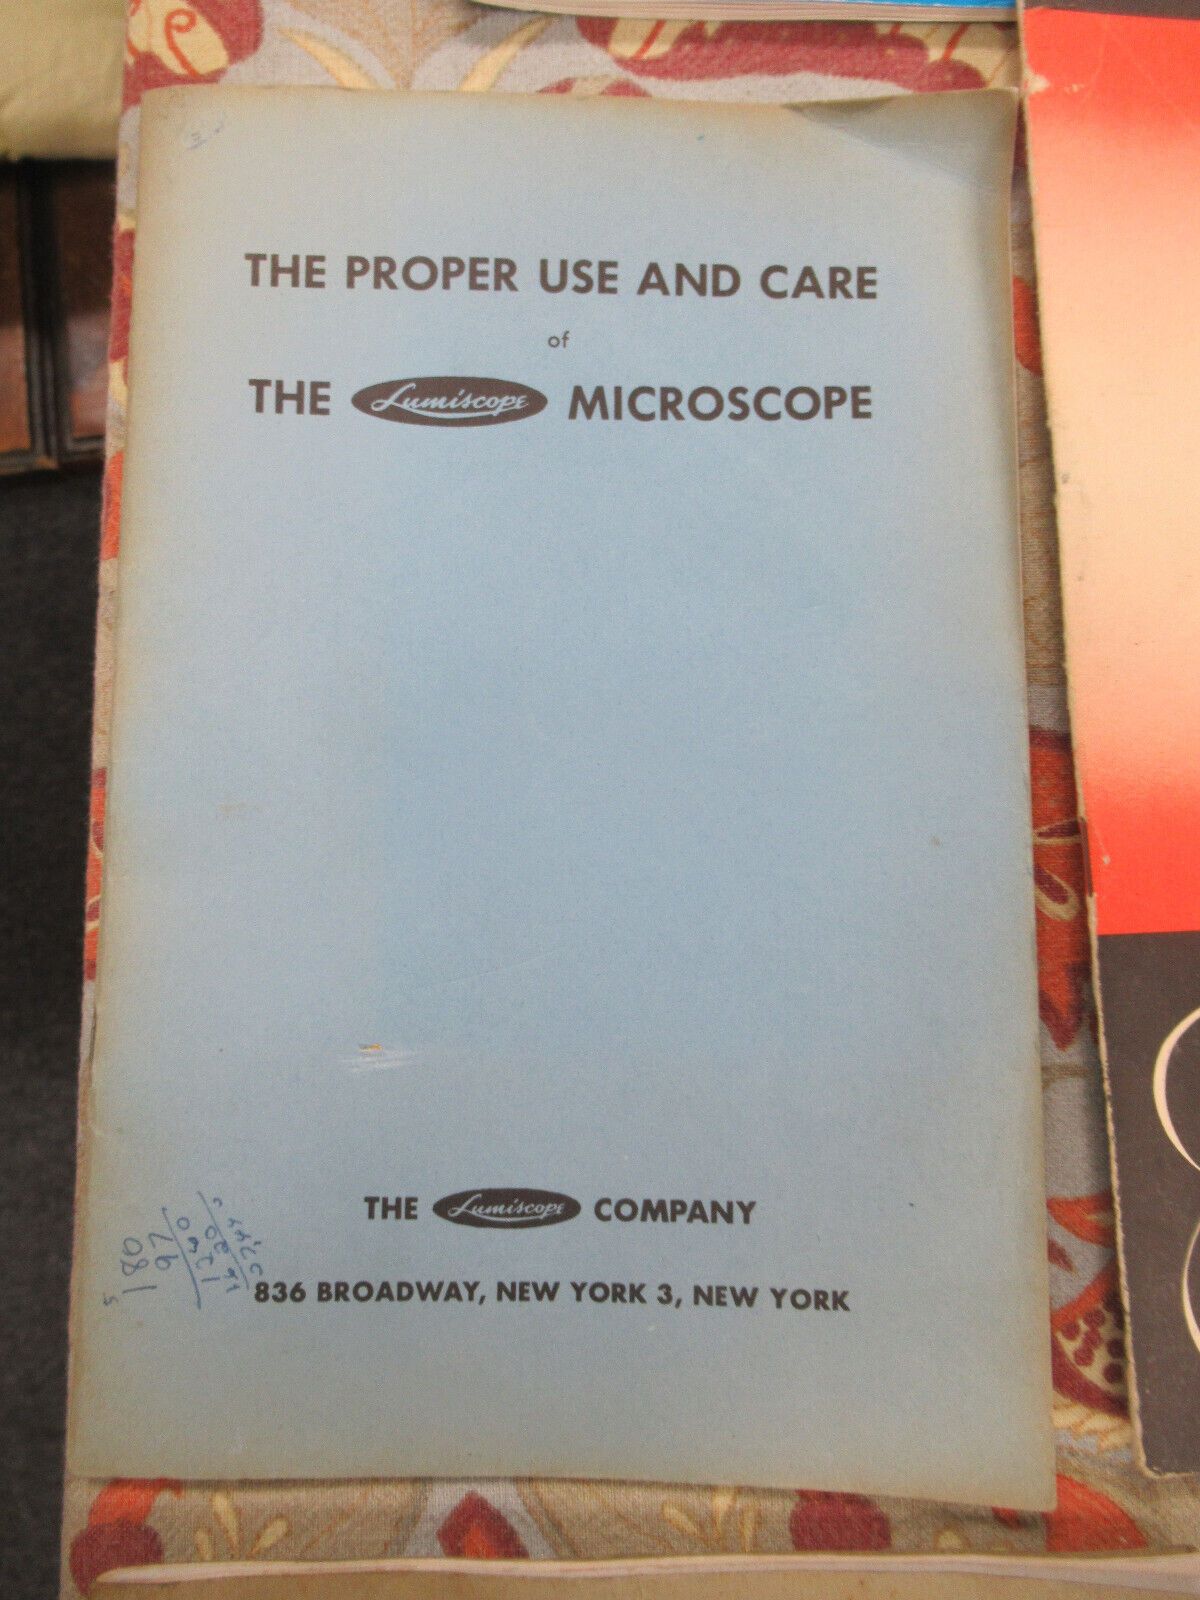 THE PROPER USE AND CARE
of
THE Lumiscope MICROSCOPE
THE Lumiscope COMPANY
836 BROADWAY, NEW YORK 3, NEW YORK
180